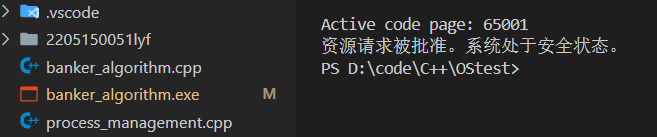 .vscode
2205150051lyf
banker_algorithm.cpp
banker_algorithm.exe M
process_management.cpp
Active code page: 65001
资源请求被批准。系统处于安全状态。
PS D:\code\C++\OStest>